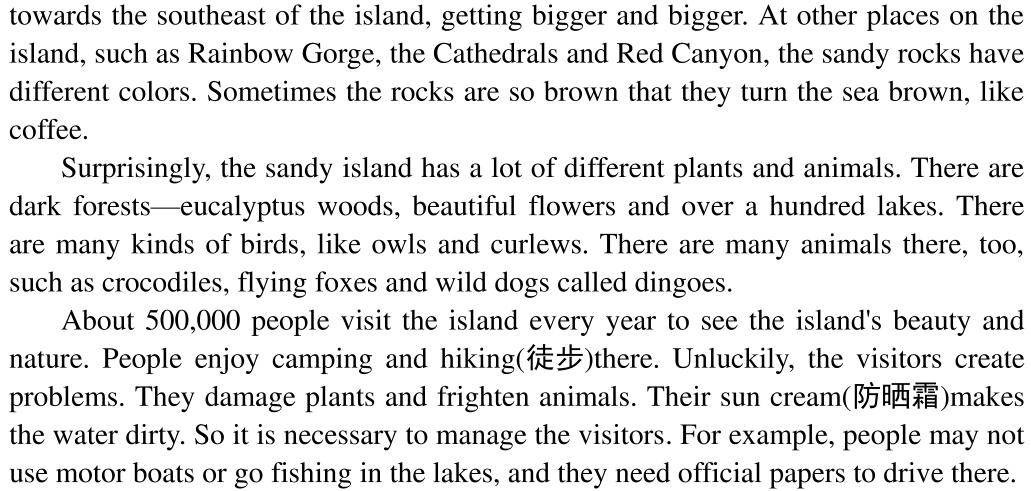 towards the southeast of the island, getting bigger and bigger. At other places on the
island, such as Rainbow Gorge, the Cathedrals and Red Canyon, the sandy rocks have
different colors. Sometimes the rocks are so brown that they turn the sea brown, like
coffee.
Surprisingly, the sandy island has a lot of different plants and animals. There are
dark forests—eucalyptus woods, beautiful flowers and over a hundred lakes. There
are many kinds of birds, like owls and curlews. There are many animals there, too,
such as crocodiles, flying foxes and wild dogs called dingoes.
About 500,000 people visit the island every year to see the island's beauty and
nature. People enjoy camping and hiking(徒步)there. Unluckily, the visitors create
problems. They damage plants and frighten animals. Their sun cream(防晒霜)makes
the water dirty. So it is necessary to manage the visitors. For example, people may not
use motor boats or go fishing in the lakes, and they need official papers to drive there.